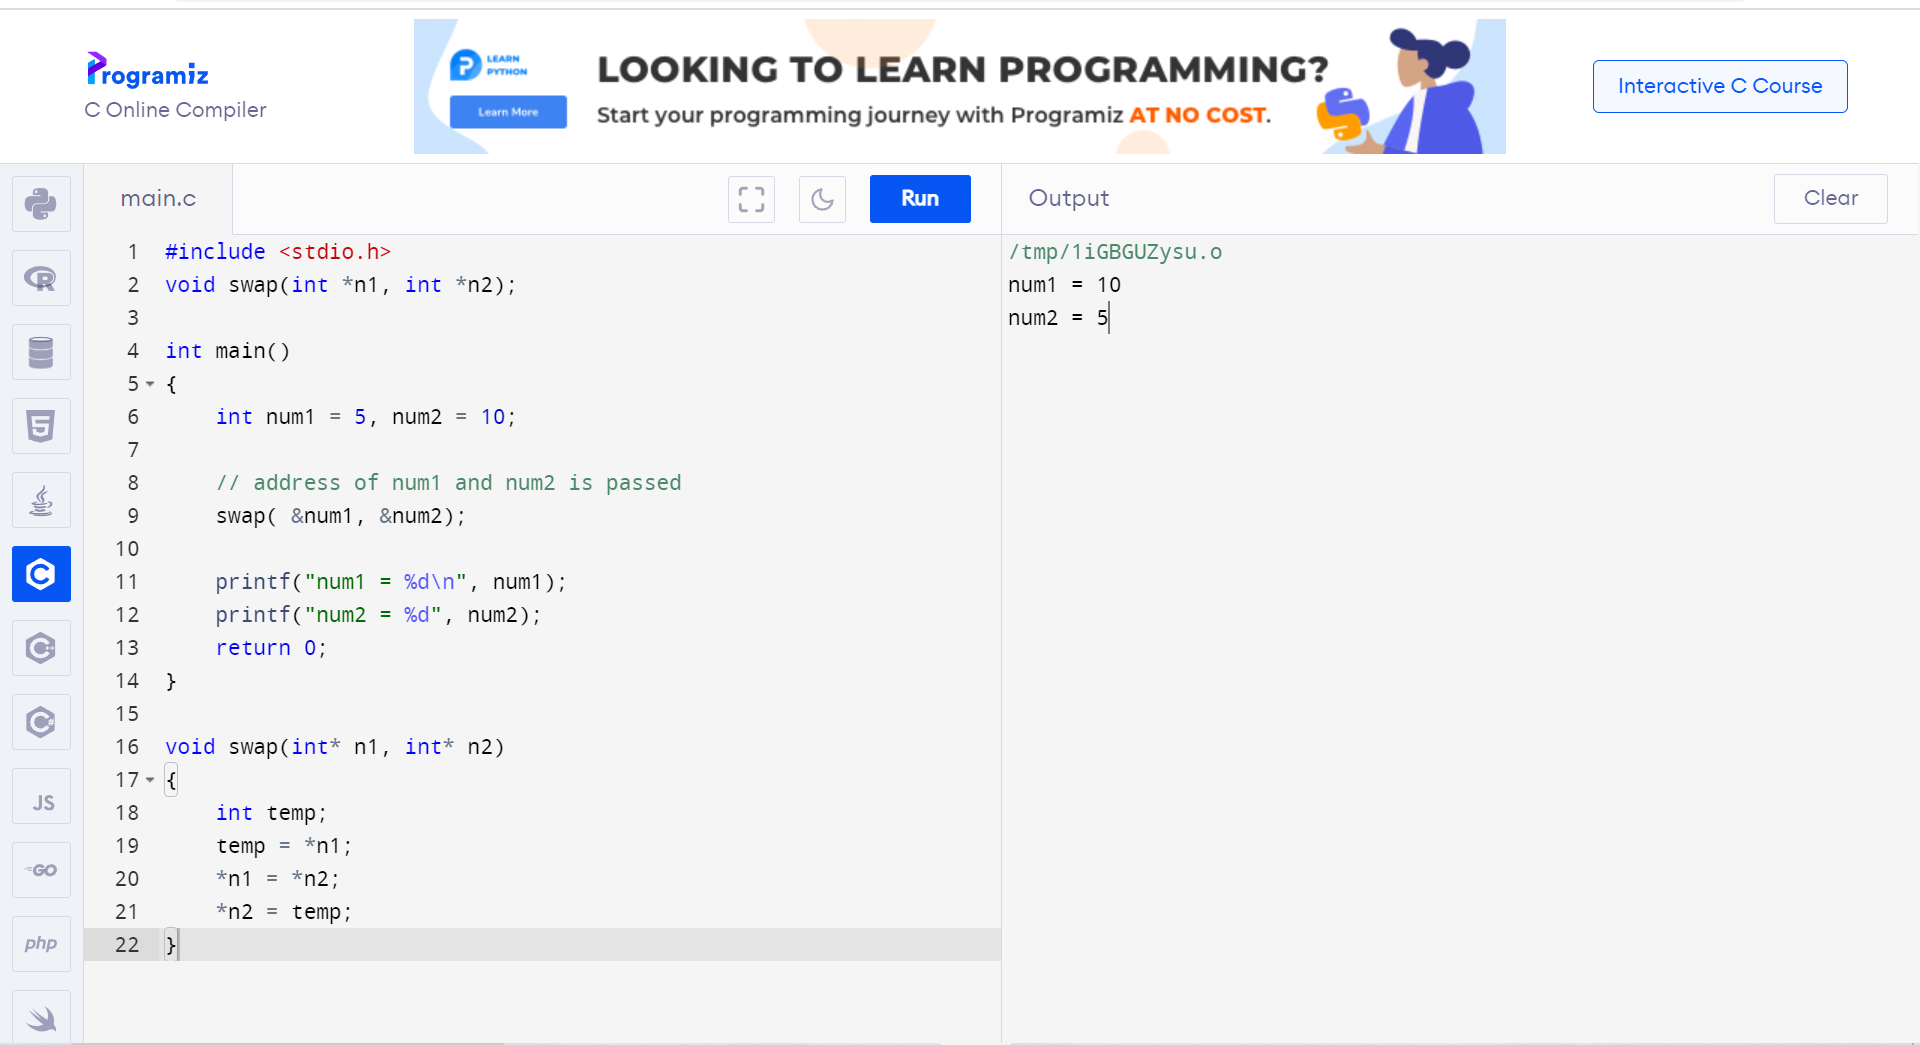 Programiz
C Online Compiler
LEARN
PYTHON
Learn More
LOOKING TO LEARN PROGRAMMING?
Start your programming journey with Programiz AT NO COST.
Interactive C Course
main.c
Run
Output
Clear
1 #include <stdio.h>
2 void swap(int *n1, int *n2);
3
4 int main()
5 {
6     int num1 = 5, num2 = 10;
7
8     // address of num1 and num2 is passed
9     swap( &num1, &num2);
10
11     printf("num1 = %d\n", num1);
12     printf("num2 = %d", num2);
13     return 0;
14 }
15
16 void swap(int* n1, int* n2)
17 {
18     int temp;
19     temp = *n1;
20     *n1 = *n2;
21     *n2 = temp;
22 }
/tmp/1iGBGUZysu.o
num1 = 10
num2 = 5
R
5
C
C
C#
JS
GO
php